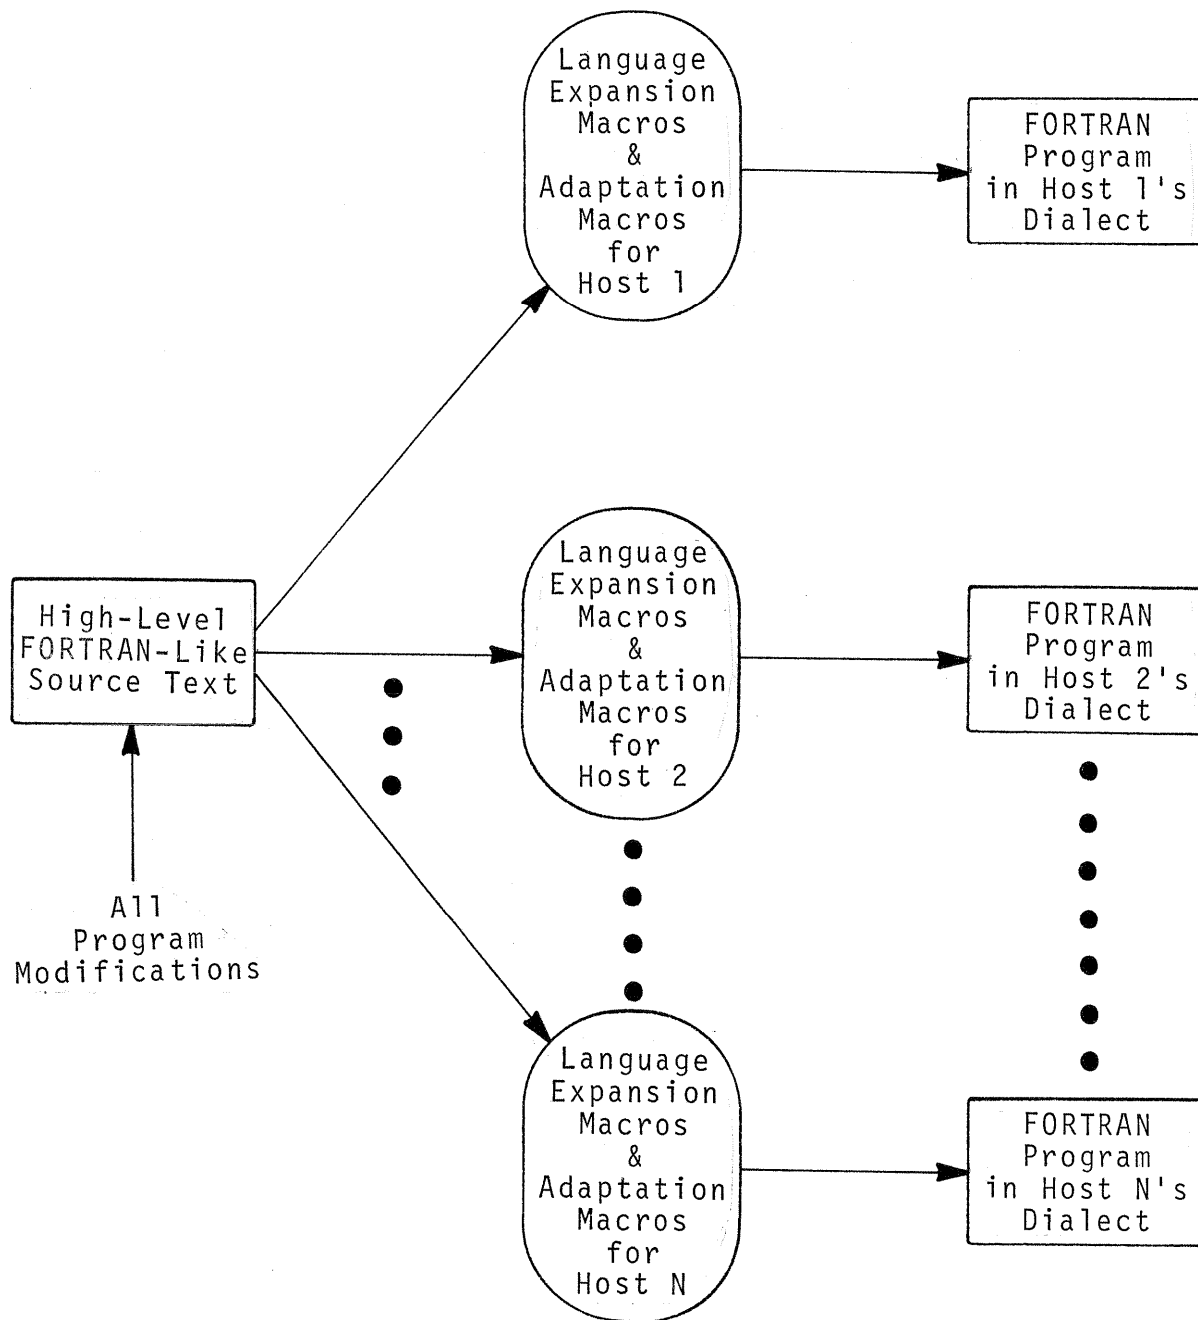 Language
Expansion
Macros
&
Adaptation
Macros
for
Host 1
FORTRAN
Program
in Host 1's
Dialect
High-Level
FORTRAN-Like
Source Text
All
Program
Modifications
Language
Expansion
Macros
&
Adaptation
Macros
for
Host 2
FORTRAN
Program
in Host 2's
Dialect
Language
Expansion
Macros
&
Adaptation
Macros
for
Host N
FORTRAN
Program
in Host N's
Dialect